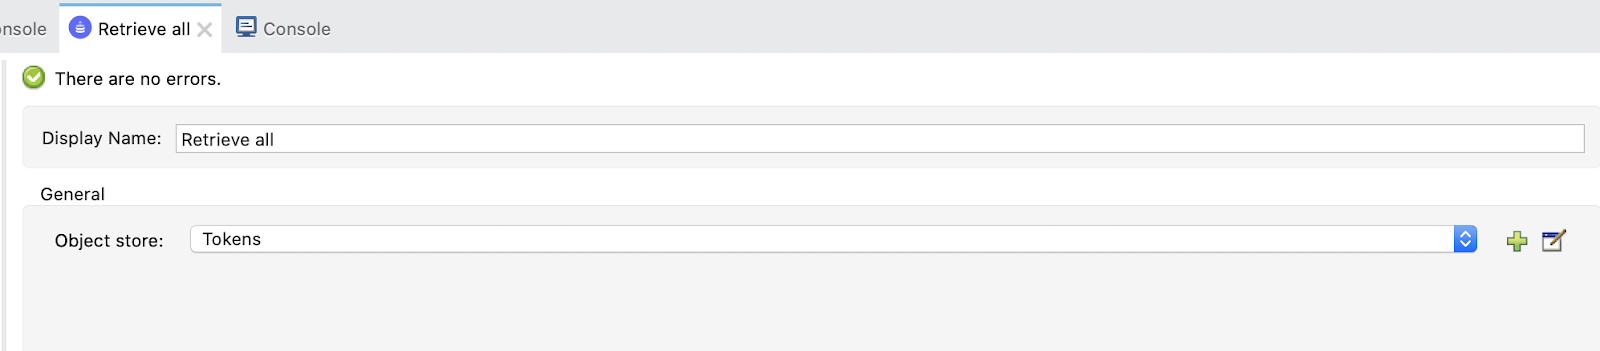 nsole Retrieve all Console
There are no errors.
Display Name: Retrieve all
General
Object store: Tokens